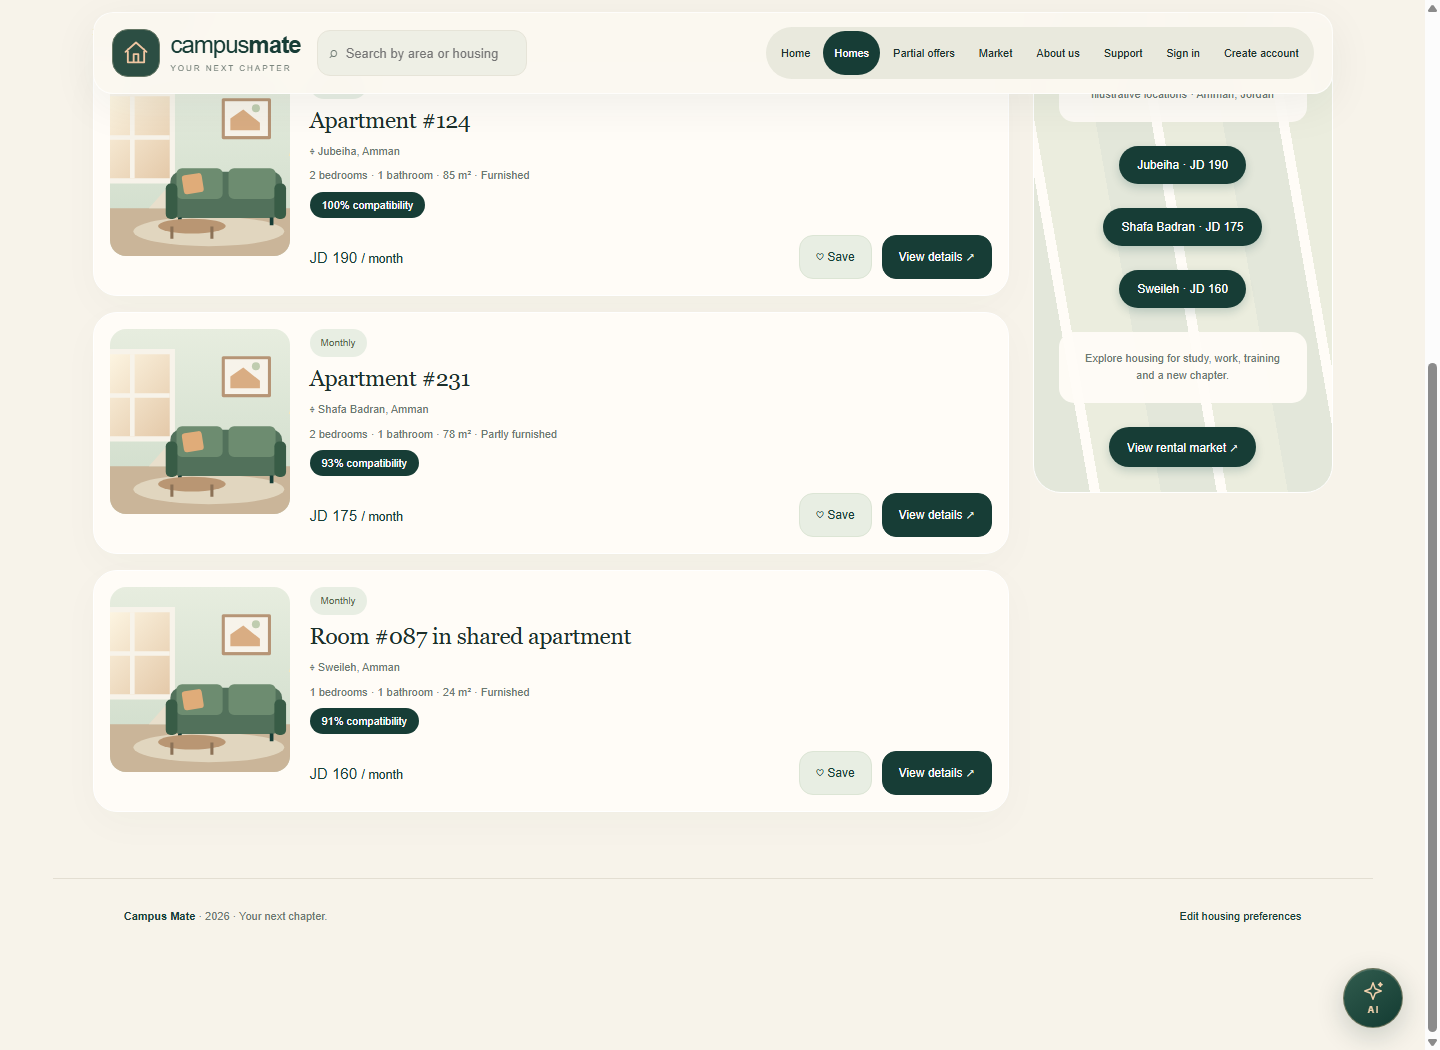 campusmate
YOUR NEXT CHAPTER
Search by area or housing
Home
Homes
Partial offers
Market
About us
Support
Sign in
Create account
Apartment #124
Jubeiha, Amman
2 bedrooms · 1 bathroom · 85 m² · Furnished
100% compatibility
JD 190 / month
♡ Save
View details ↗
Monthly
Apartment #231
Shafa Badran, Amman
2 bedrooms · 1 bathroom · 78 m² · Partly furnished
93% compatibility
JD 175 / month
♡ Save
View details ↗
Monthly
Room #087 in shared apartment
Sweileh, Amman
1 bedrooms · 1 bathroom · 24 m² · Furnished
91% compatibility
JD 160 / month
♡ Save
View details ↗
Illustrative locations · Amman, Jordan
Jubeiha · JD 190
Shafa Badran · JD 175
Sweileh · JD 160
Explore housing for study, work, training
and a new chapter.
View rental market ↗
Campus Mate · 2026 · Your next chapter.
Edit housing preferences
AI